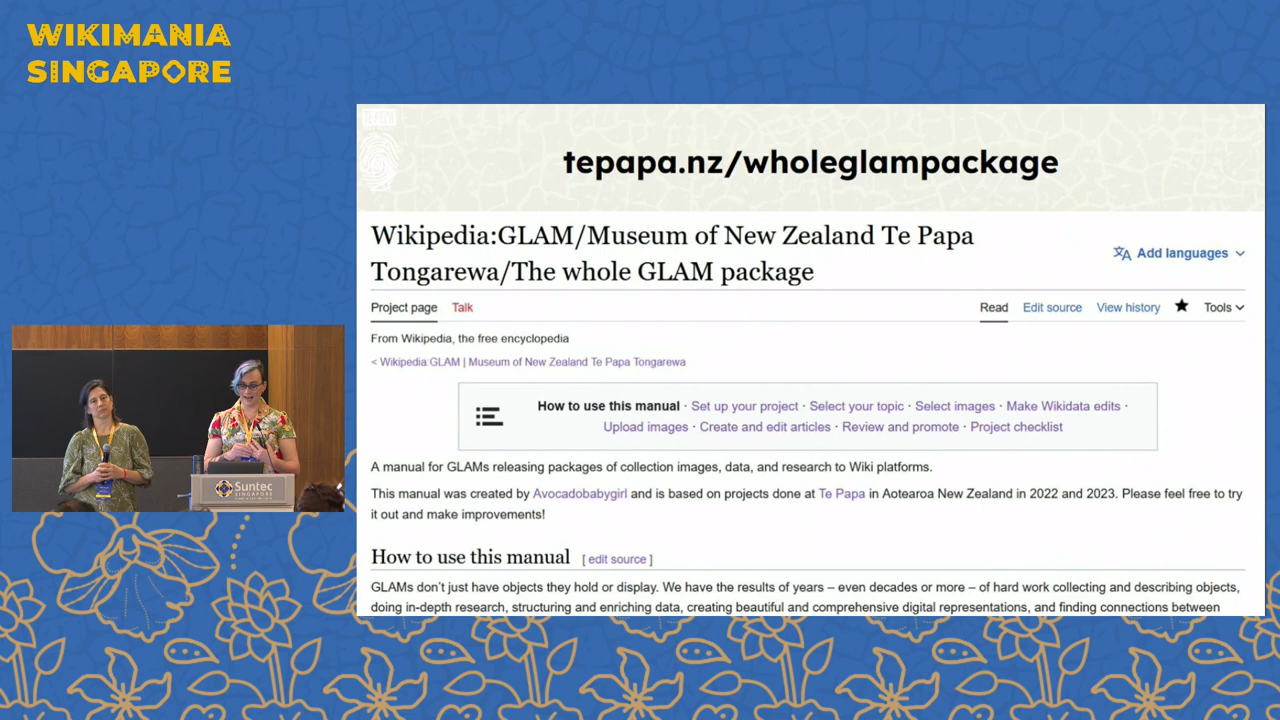 WIKIMANIA
SINGAPORE
TE PAPA
tepapa.nz/wholeglampackage
Wikipedia:GLAM/Museum of New Zealand Te Papa
Tongarewa/The whole GLAM package
Add languages
Project page Talk Read Edit source View history Tools
From Wikipedia, the free encyclopedia
< Wikipedia:GLAM | Museum of New Zealand Te Papa Tongarewa
How to use this manual · Set up your project · Select your topic · Select images · Make Wikidata edits ·
Upload images · Create and edit articles · Review and promote · Project checklist
A manual for GLAMs releasing packages of collection images, data, and research to Wiki platforms.
This manual was created by Avocadobabygirl and is based on projects done at Te Papa in Aotearoa New Zealand in 2022 and 2023. Please feel free to try
it out and make improvements!
How to use this manual [ edit source ]
GLAMs don't just have objects they hold or display. We have the results of years – even decades or more – of hard work collecting and describing objects,
doing in-depth research, structuring and enriching data, creating beautiful and comprehensive digital representations, and finding connections between
Suntec
SINGAPORE